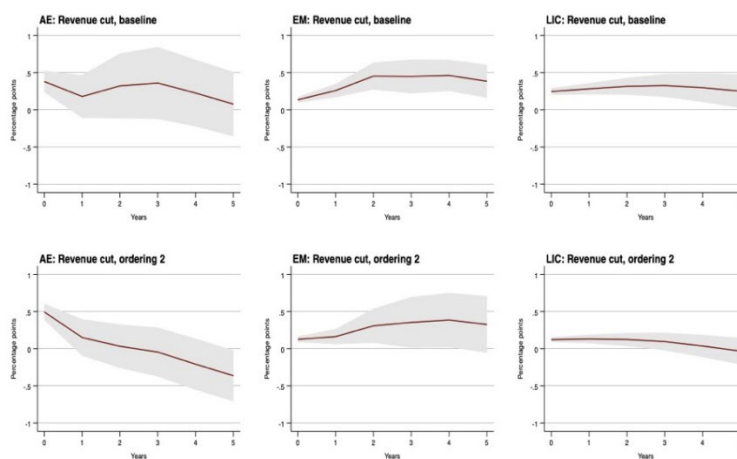 AE: Revenue cut, baseline
Percentage points
1
.5
0
-.5
-1
0 1 2 3 4 5
Years
EM: Revenue cut, baseline
Percentage points
1
.5
0
-.5
-1
0 1 2 3 4 5
Years
LIC: Revenue cut, baseline
Percentage points
1
.5
0
-.5
-1
0 1 2 3 4
Years
AE: Revenue cut, ordering 2
Percentage points
1
.5
0
-.5
-1
0 1 2 3 4 5
Years
EM: Revenue cut, ordering 2
Percentage points
1
.5
0
-.5
-1
0 1 2 3 4 5
Years
LIC: Revenue cut, ordering 2
Percentage points
1
.5
0
-.5
-1
0 1 2 3 4
Years